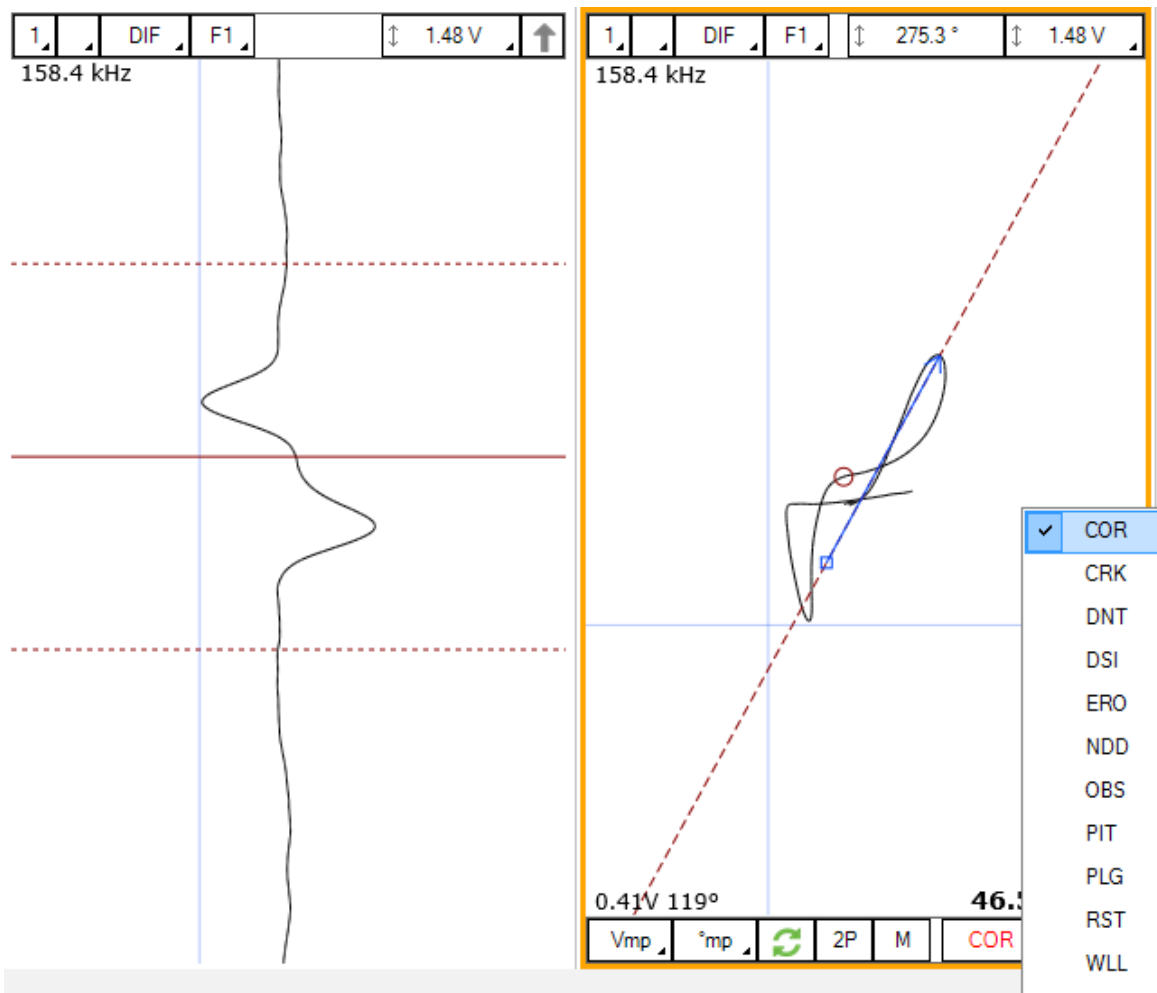 1 DIF F1 1.48 V
158.4 kHz
1 DIF F1 275.3 ° 1.48 V
158.4 kHz
COR
CRK
DNT
DSI
ERO
NDD
OBS
PIT
PLG
RST
WLL
0.41V 119º
Vmp °mp 2P M COR